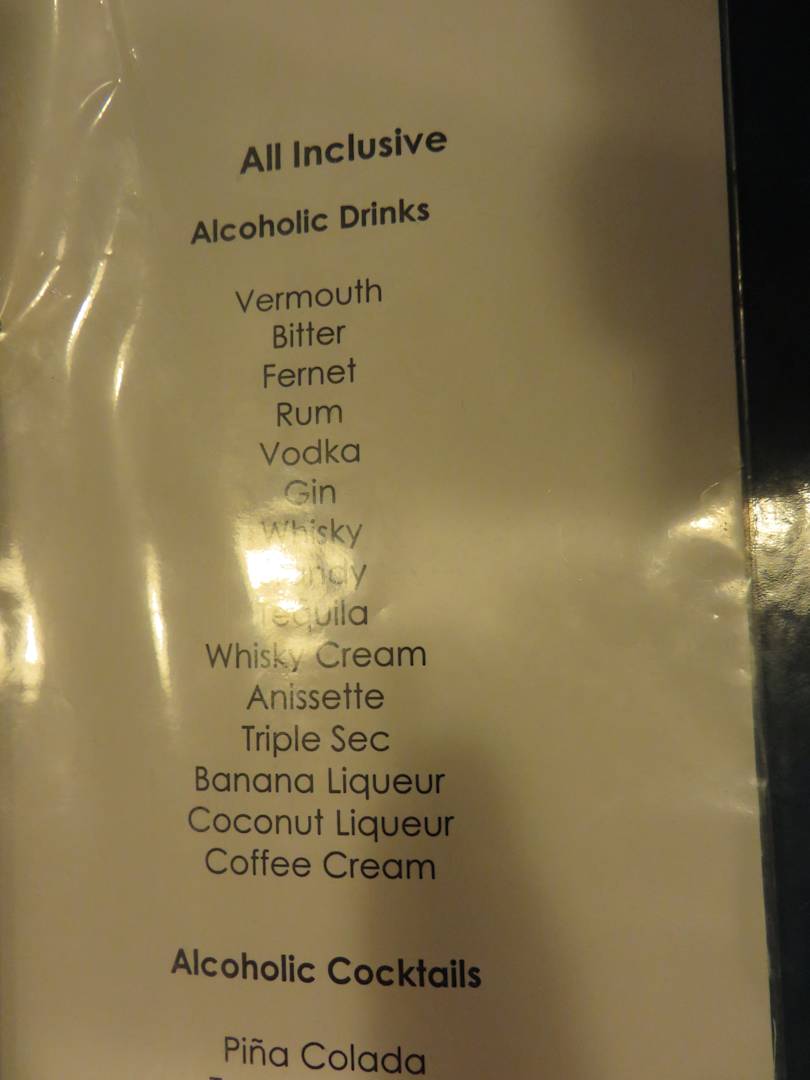 All Inclusive
Alcoholic Drinks
Vermouth
Bitter
Fernet
Rum
Vodka
Gin
Whisky
Tequila
Whisky Cream
Anissette
Triple Sec
Banana Liqueur
Coconut Liqueur
Coffee Cream
Alcoholic Cocktails
Piña Colada